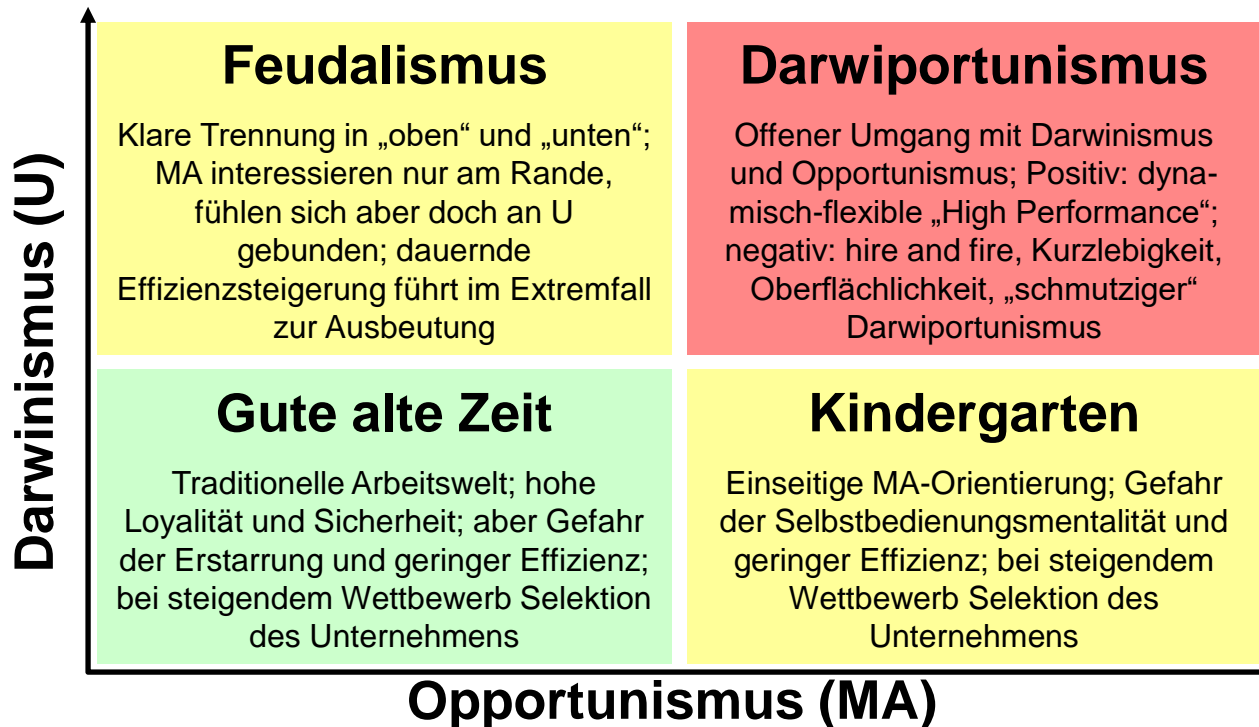 Darwinismus (U)
Feudalismus
Klare Trennung in „oben“ und „unten“;
MA interessieren nur am Rande,
fühlen sich aber doch an U
gebunden; dauernde
Effizienzsteigerung führt im Extremfall
zur Ausbeutung
Darwiportunismus
Offener Umgang mit Darwinismus
und Opportunismus; Positiv: dyna-
misch-flexible „High Performance“;
negativ: hire and fire, Kurzlebigkeit,
Oberflächlichkeit, „schmutziger“
Darwiportunismus
Gute alte Zeit
Traditionelle Arbeitswelt; hohe
Loyalität und Sicherheit; aber Gefahr
der Erstarrung und geringer Effizienz;
bei steigendem Wettbewerb Selektion
des Unternehmens
Kindergarten
Einseitige MA-Orientierung; Gefahr
der Selbstbedienungsmentalität und
geringer Effizienz; bei steigendem
Wettbewerb Selektion des
Unternehmens
Opportunismus (MA)